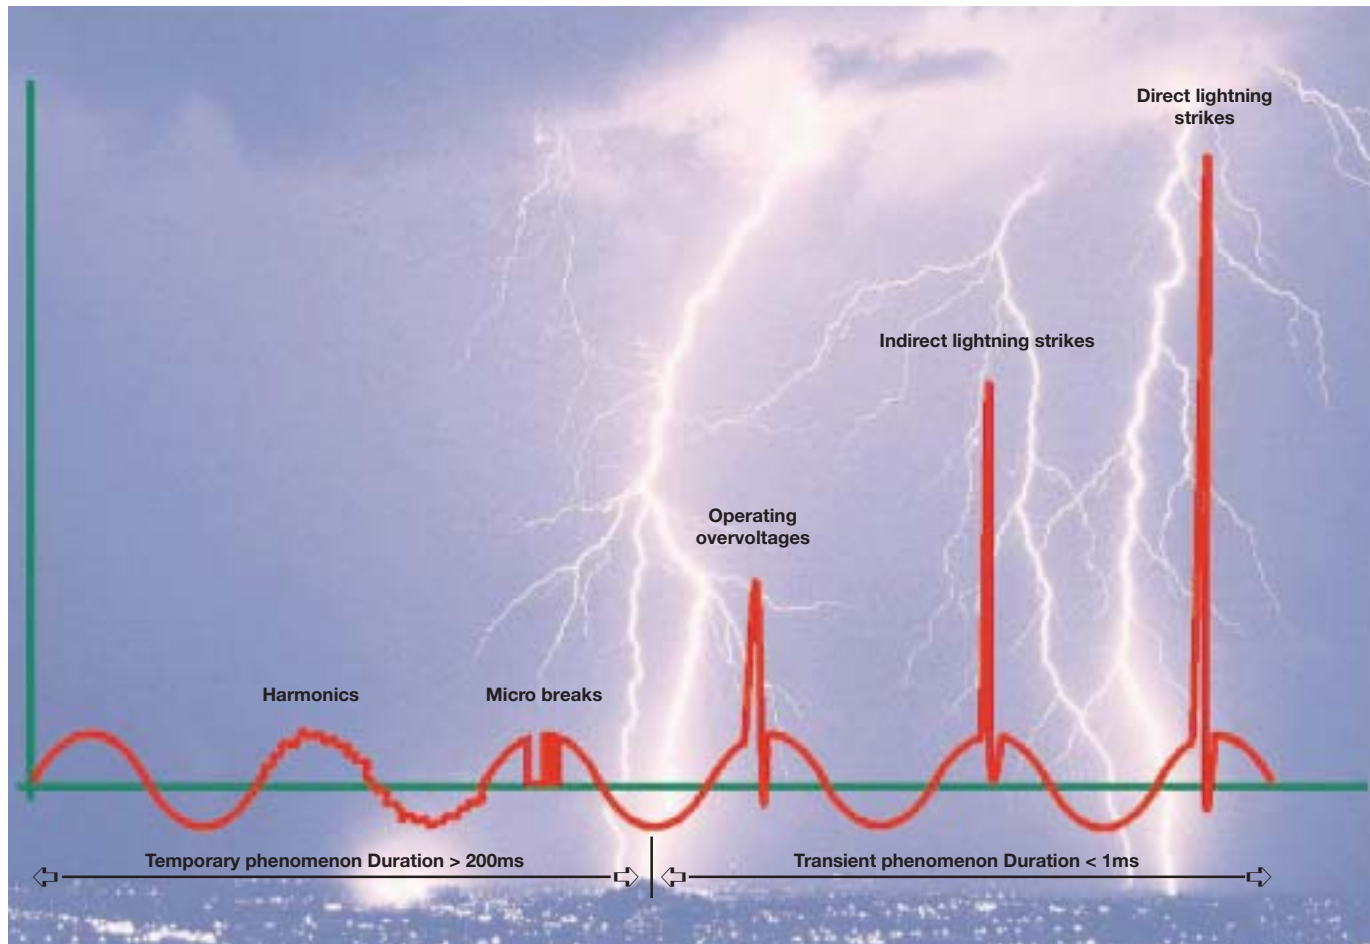 Direct lightning
strikes
Indirect lightning strikes
Operating
overvoltages
Harmonics
Micro breaks
Temporary phenomenon Duration > 200ms
Transient phenomenon Duration < 1ms